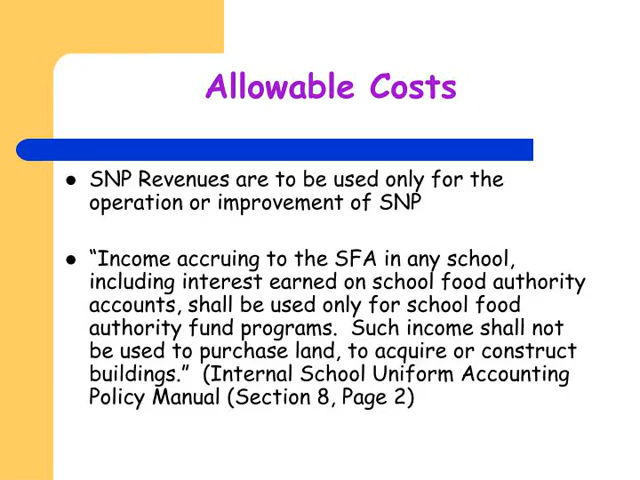 Allowable Costs
● SNP Revenues are to be used only for the
operation or improvement of SNP
● “Income accruing to the SFA in any school,
including interest earned on school food authority
accounts, shall be used only for school food
authority fund programs.  Such income shall not
be used to purchase land, to acquire or construct
buildings.”  (Internal School Uniform Accounting
Policy Manual (Section 8, Page 2)